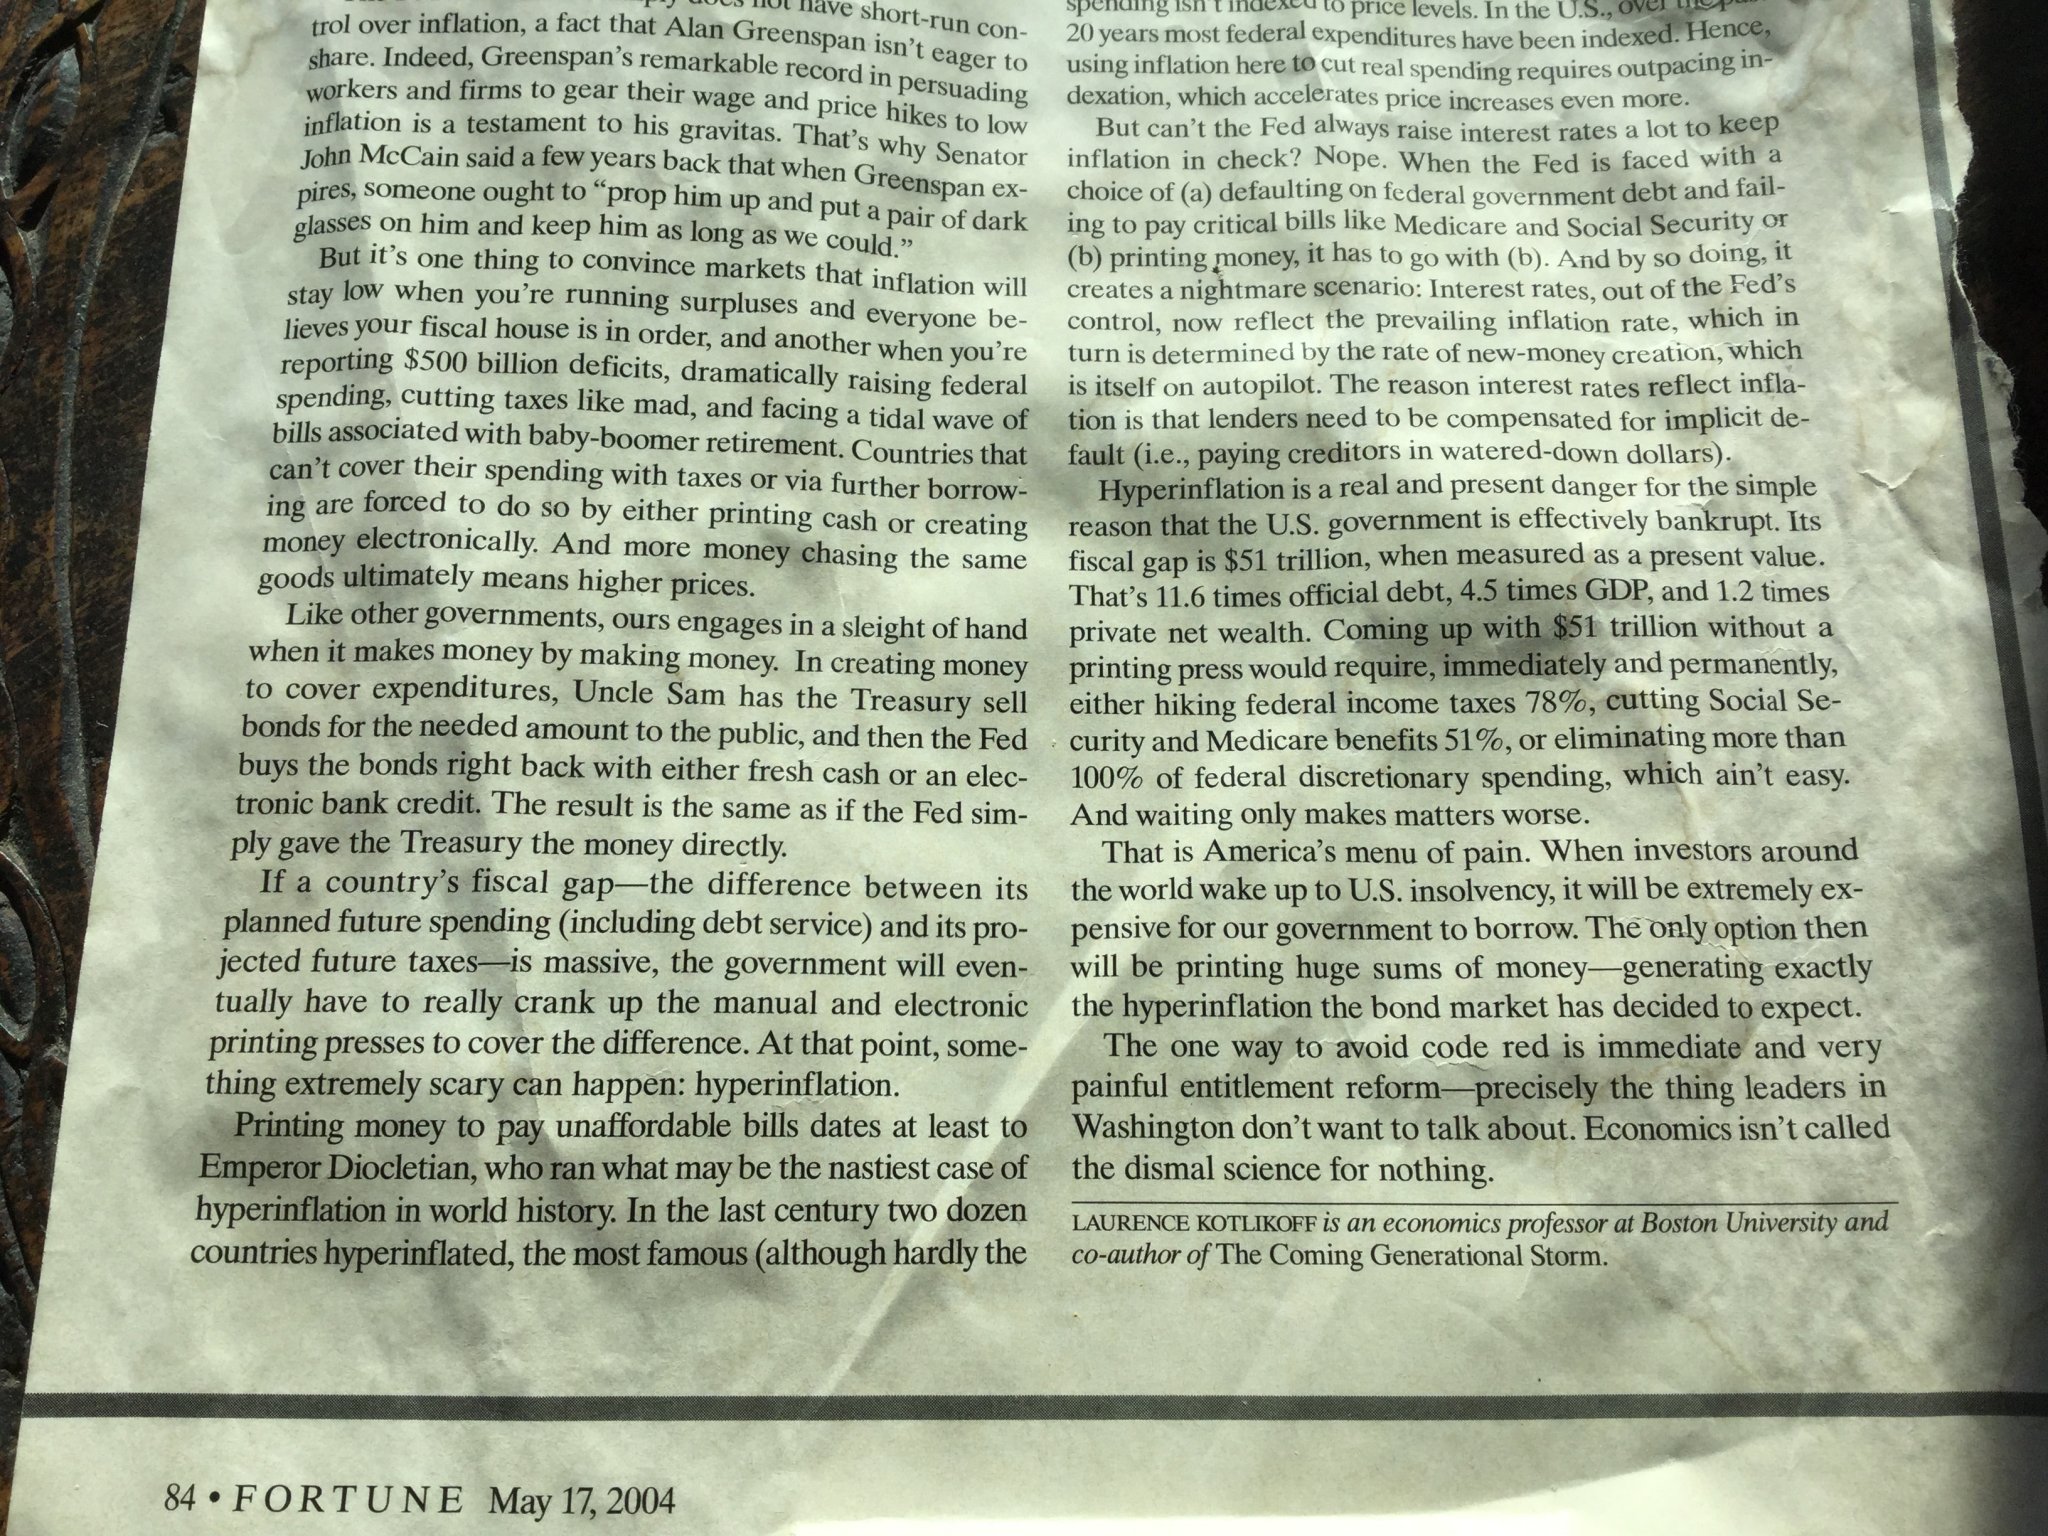 not have short-run con-
trol over inflation, a fact that Alan Greenspan isn't eager to
share. Indeed, Greenspan's remarkable record in persuading
workers and firms to gear their wage and price hikes to low
inflation is a testament to his gravitas. That's why Senator
John McCain said a few years back that when Greenspan ex-
pires, someone ought to “prop him up and put a pair of dark
glasses on him and keep him as long as we could.”
But it's one thing to convince markets that inflation will
stay low when you're running surpluses and everyone be-
lieves your fiscal house is in order, and another when you're
reporting $500 billion deficits, dramatically raising federal
spending, cutting taxes like mad, and facing a tidal wave of
bills associated with baby-boomer retirement. Countries that
can't cover their spending with taxes or via further borrow-
ing are forced to do so by either printing cash or creating
money electronically. And more money chasing the same
goods ultimately means higher prices.
Like other governments, ours engages in a sleight of hand
when it makes money by making money. In creating money
to cover expenditures, Uncle Sam has the Treasury sell
bonds for the needed amount to the public, and then the Fed
buys the bonds right back with either fresh cash or an elec-
tronic bank credit. The result is the same as if the Fed sim-
ply gave the Treasury the money directly.
If a country's fiscal gap—the difference between its
planned future spending (including debt service) and its pro-
jected future taxes—is massive, the government will even-
tually have to really crank up the manual and electronic
printing presses to cover the difference. At that point, some-
thing extremely scary can happen: hyperinflation.
Printing money to pay unaffordable bills dates at least to
Emperor Diocletian, who ran what may be the nastiest case of
hyperinflation in world history. In the last century two dozen
countries hyperinflated, the most famous (although hardly the
spending isn't indexed to price levels. In the U.S., over the past
20 years most federal expenditures have been indexed. Hence,
using inflation here to cut real spending requires outpacing in-
dexation, which accelerates price increases even more.
But can't the Fed always raise interest rates a lot to keep
inflation in check? Nope. When the Fed is faced with a
choice of (a) defaulting on federal government debt and fail-
ing to pay critical bills like Medicare and Social Security or
(b) printing money, it has to go with (b). And by so doing, it
creates a nightmare scenario: Interest rates, out of the Fed's
control, now reflect the prevailing inflation rate, which in
turn is determined by the rate of new-money creation, which
is itself on autopilot. The reason interest rates reflect infla-
tion is that lenders need to be compensated for implicit de-
fault (i.e., paying creditors in watered-down dollars).
Hyperinflation is a real and present danger for the simple
reason that the U.S. government is effectively bankrupt. Its
fiscal gap is $51 trillion, when measured as a present value.
That's 11.6 times official debt, 4.5 times GDP, and 1.2 times
private net wealth. Coming up with $51 trillion without a
printing press would require, immediately and permanently,
either hiking federal income taxes 78%, cutting Social Se-
curity and Medicare benefits 51%, or eliminating more than
100% of federal discretionary spending, which ain't easy.
And waiting only makes matters worse.
That is America's menu of pain. When investors around
the world wake up to U.S. insolvency, it will be extremely ex-
pensive for our government to borrow. The only option then
will be printing huge sums of money—generating exactly
the hyperinflation the bond market has decided to expect.
The one way to avoid code red is immediate and very
painful entitlement reform—precisely the thing leaders in
Washington don't want to talk about. Economics isn't called
the dismal science for nothing.
LAURENCE KOTLIKOFF is an economics professor at Boston University and
co-author of The Coming Generational Storm.
84 • FORTUNE May 17, 2004